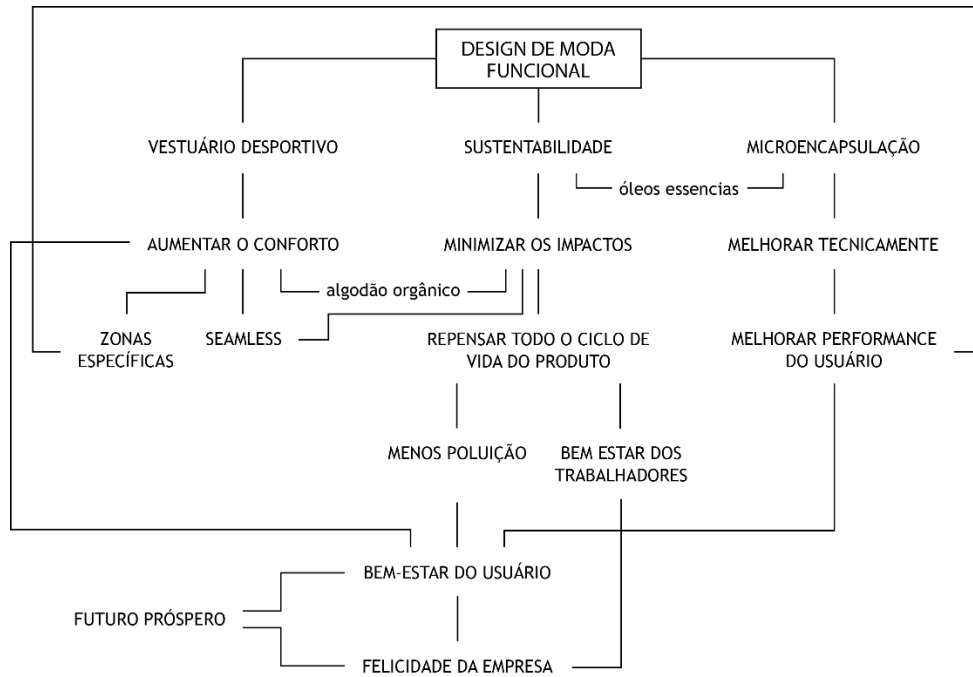 DESIGN DE MODA
FUNCIONAL
VESTUÁRIO DESPORTIVO
SUSTENTABILIDADE
MICROENCAPSULAÇÃO
óleos essencias
AUMENTAR O CONFORTO
MINIMIZAR OS IMPACTOS
MELHORAR TECNICAMENTE
algodão orgânico
ZONAS
ESPECÍFICAS
SEAMLESS
REPENSAR TODO O CICLO DE
VIDA DO PRODUTO
MELHORAR PERFORMANCE
DO USUÁRIO
MENOS POLUIÇÃO
BEM ESTAR DOS
TRABALHADORES
BEM-ESTAR DO USUÁRIO
FUTURO PRÓSPERO
FELICIDADE DA EMPRESA